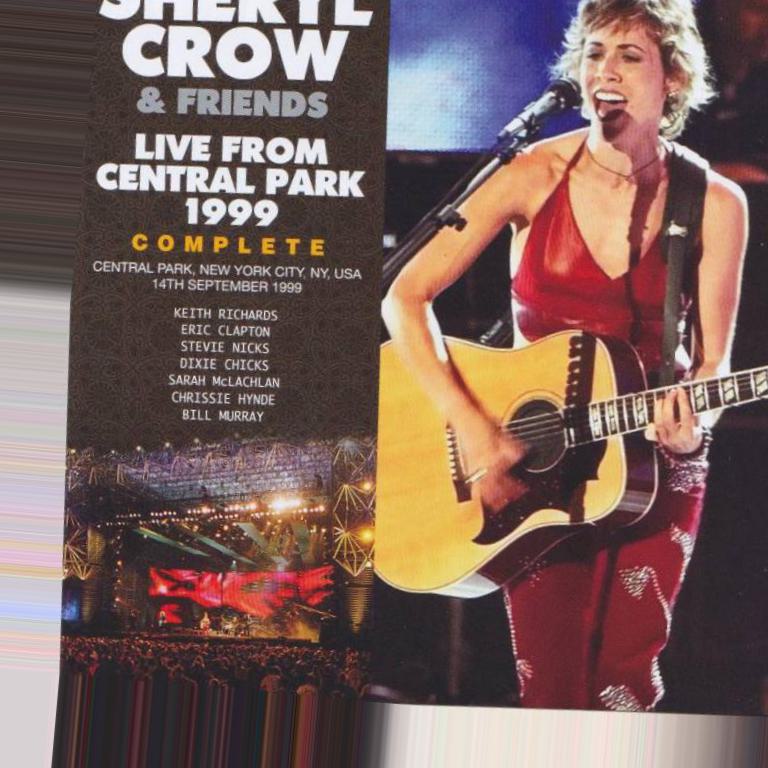 SHERYL
CROW
& FRIENDS
LIVE FROM
CENTRAL PARK
1999
COMPLETE
CENTRAL PARK, NEW YORK CITY, NY, USA
14TH SEPTEMBER 1999
KEITH RICHARDS
ERIC CLAPTON
STEVIE NICKS
DIXIE CHICKS
SARAH McLACHLAN
CHRISSIE HYNDE
BILL MURRAY